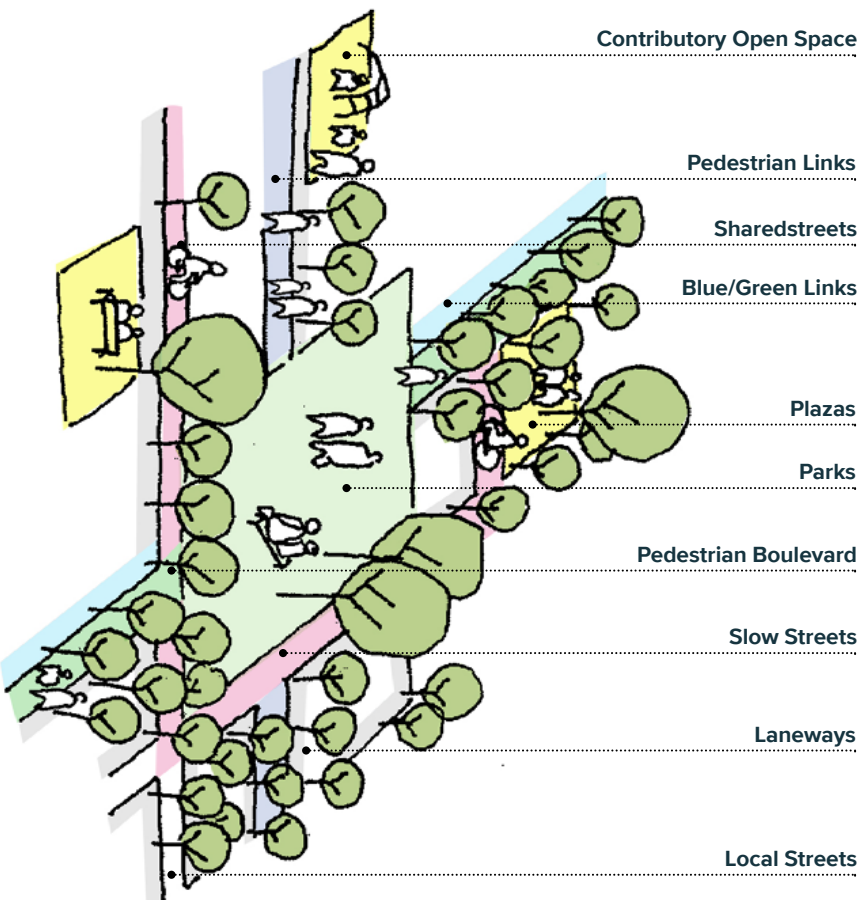 Contributory Open Space
Pedestrian Links
Sharedstreets
Blue/Green Links
Plazas
Parks
Pedestrian Boulevard
Slow Streets
Laneways
Local Streets